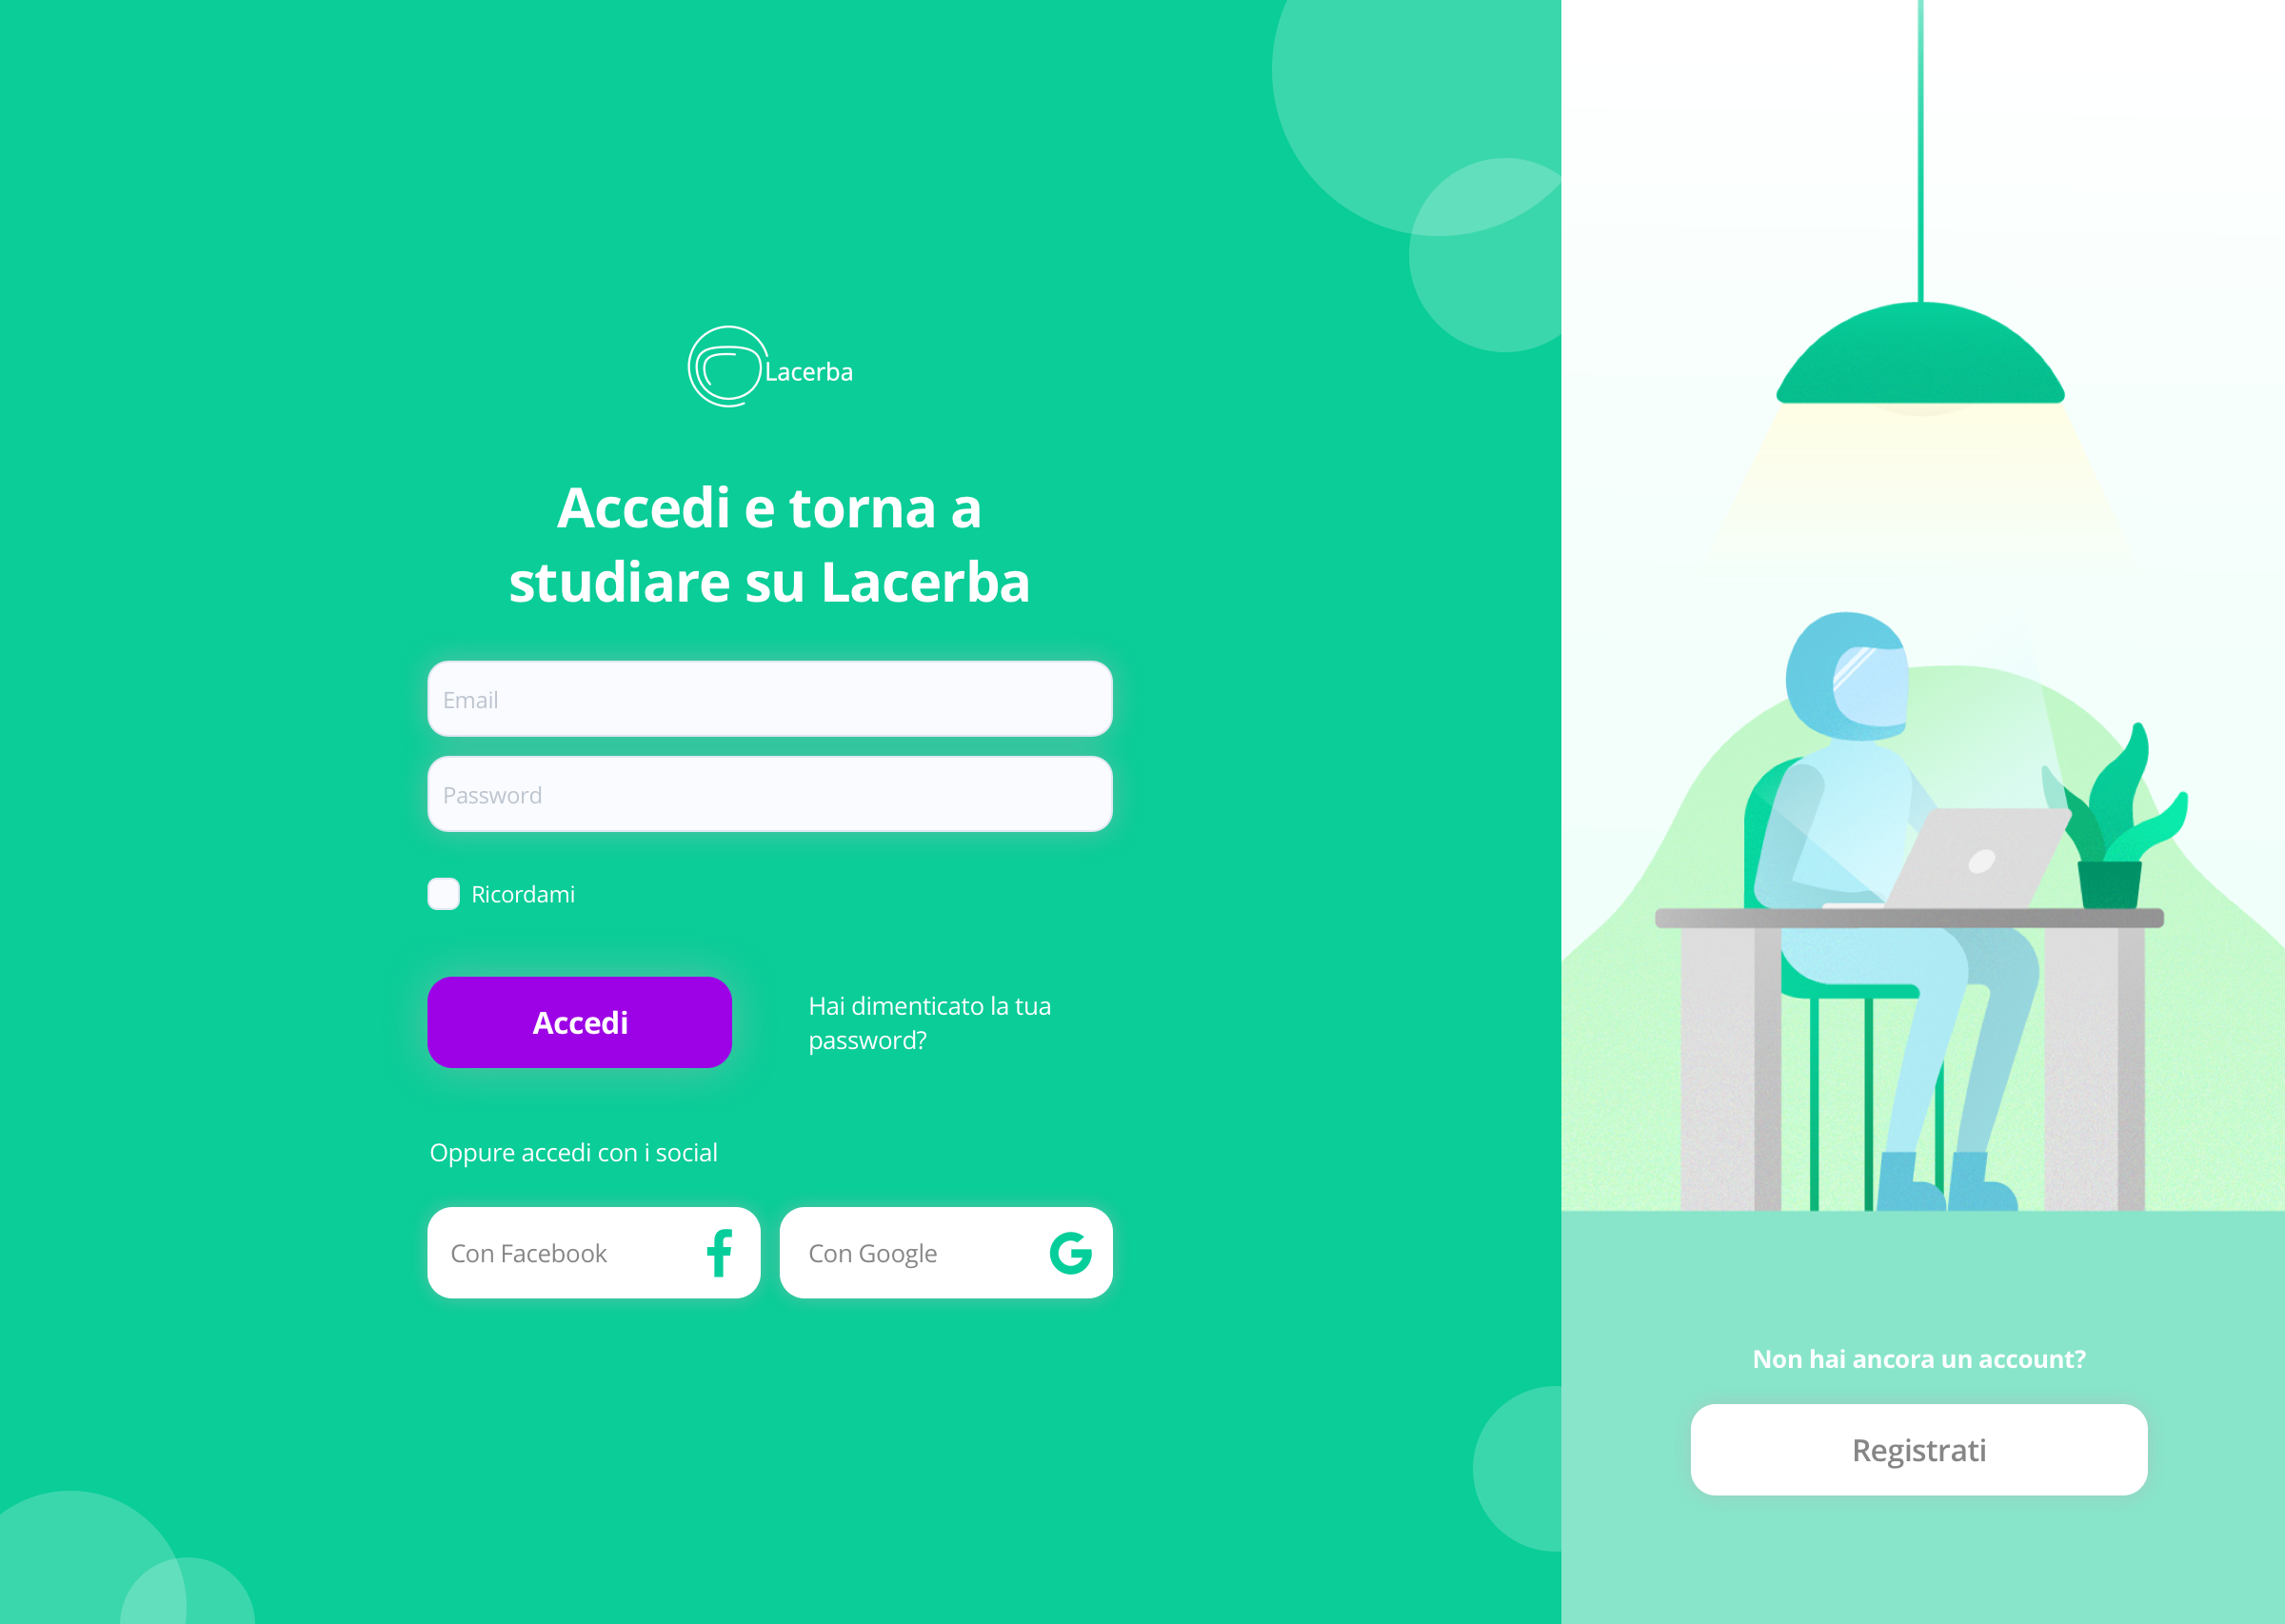 Lacerba
Accedi e torna a
studiare su Lacerba
Email
Password
Ricordami
Accedi
Hai dimenticato la tua
password?
Oppure accedi con i social
Con Facebook
Con Google
Non hai ancora un account?
Registrati